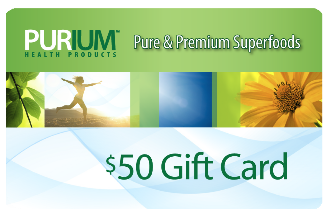 PURIUM™
HEALTH PRODUCTS
Pure & Premium Superfoods
$50 Gift Card